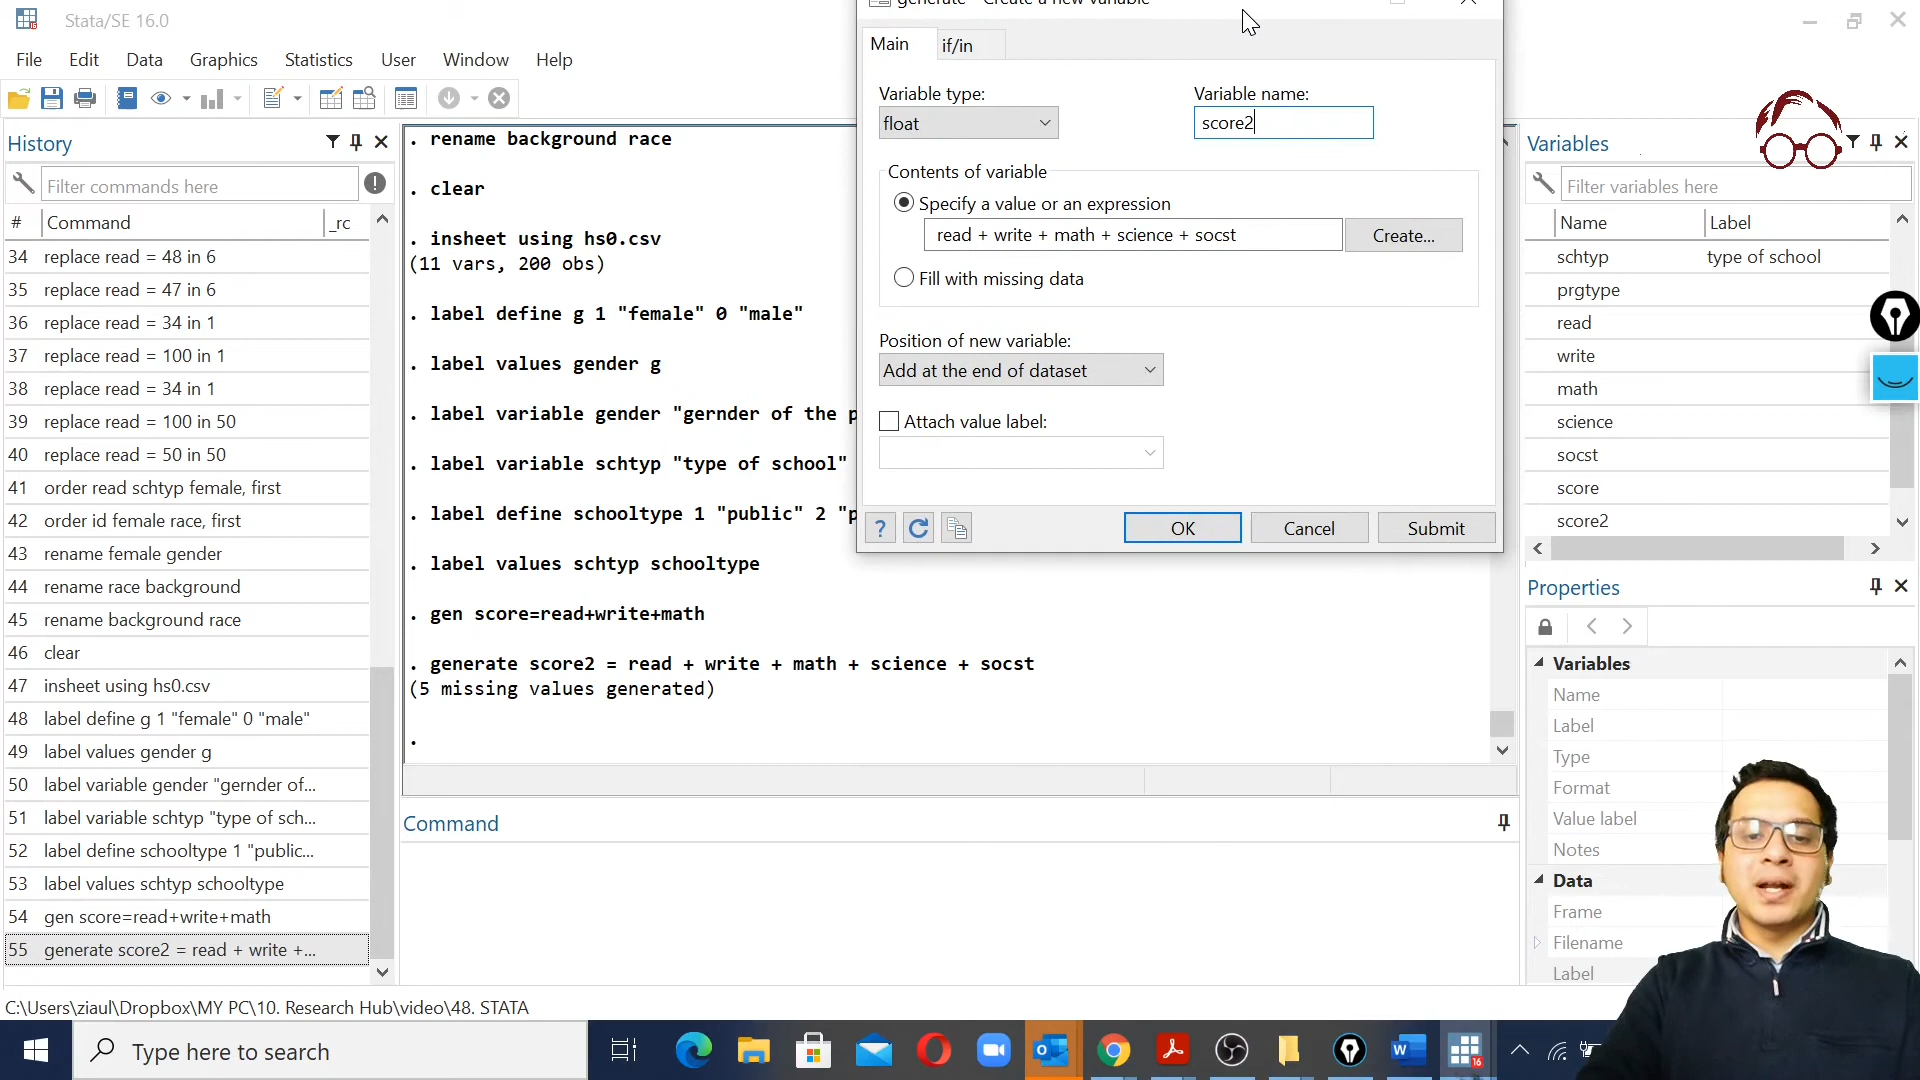 Stata/SE 16.0
File Edit Data Graphics Statistics User Window Help
History
Filter commands here
# Command _rc
34 replace read = 48 in 6
35 replace read = 47 in 6
36 replace read = 34 in 1
37 replace read = 100 in 1
38 replace read = 34 in 1
39 replace read = 100 in 50
40 replace read = 50 in 50
41 order read schtyp female, first
42 order id female race, first
43 rename female gender
44 rename race background
45 rename background race
46 clear
47 insheet using hs0.csv
48 label define g 1 "female" 0 "male"
49 label values gender g
50 label variable gender "gernder of...
51 label variable schtyp "type of sch...
52 label define schooltype 1 "public...
53 label values schtyp schooltype
54 gen score=read+write+math
55 generate score2 = read + write +...
. rename background race
. clear
. insheet using hs0.csv
(11 vars, 200 obs)
. label define g 1 "female" 0 "male"
. label values gender g
. label variable gender "gernder of the p
. label variable schtyp "type of school"
. label define schooltype 1 "public" 2 "p
. label values schtyp schooltype
. gen score=read+write+math
. generate score2 = read + write + math + science + socst
(5 missing values generated)
.
Command
generate - Create a new variable
Main if/in
Variable type: Variable name:
float score2
Contents of variable
Specify a value or an expression
read + write + math + science + socst Create...
Fill with missing data
Position of new variable:
Add at the end of dataset
Attach value label:
? OK Cancel Submit
Variables
Filter variables here
Name Label
schtyp type of school
prgtype
read
write
math
science
socst
score
score2
Properties
Variables
Name
Label
Type
Format
Value label
Notes
Data
Frame
Filename
Label
C:\Users\ziaul\Dropbox\MY PC\10. Research Hub\video\48. STATA
Type here to search
16